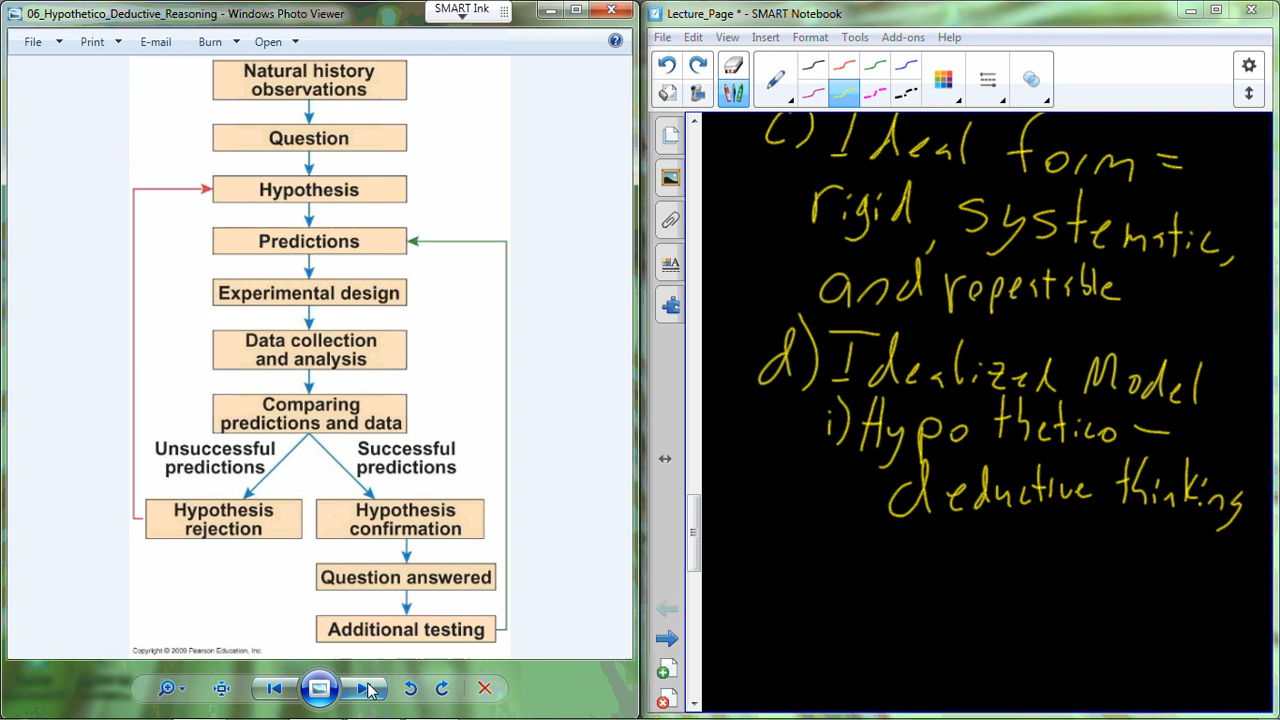 06_Hypothetico_Deductive_Reasoning - Windows Photo Viewer
SMART Ink
File Print E-mail Burn Open
Natural history
observations
Question
Hypothesis
Predictions
Experimental design
Data collection
and analysis
Comparing
predictions and data
Unsuccessful
predictions
Successful
predictions
Hypothesis
rejection
Hypothesis
confirmation
Question answered
Additional testing
Copyright © 2009 Pearson Education, Inc.
Lecture_Page * - SMART Notebook
File Edit View Insert Format Tools Add-ons Help
c) Ideal form =
rigid, systematic,
and repeatable
d) Idealized Model
i) Hypothetico-
deductive thinking